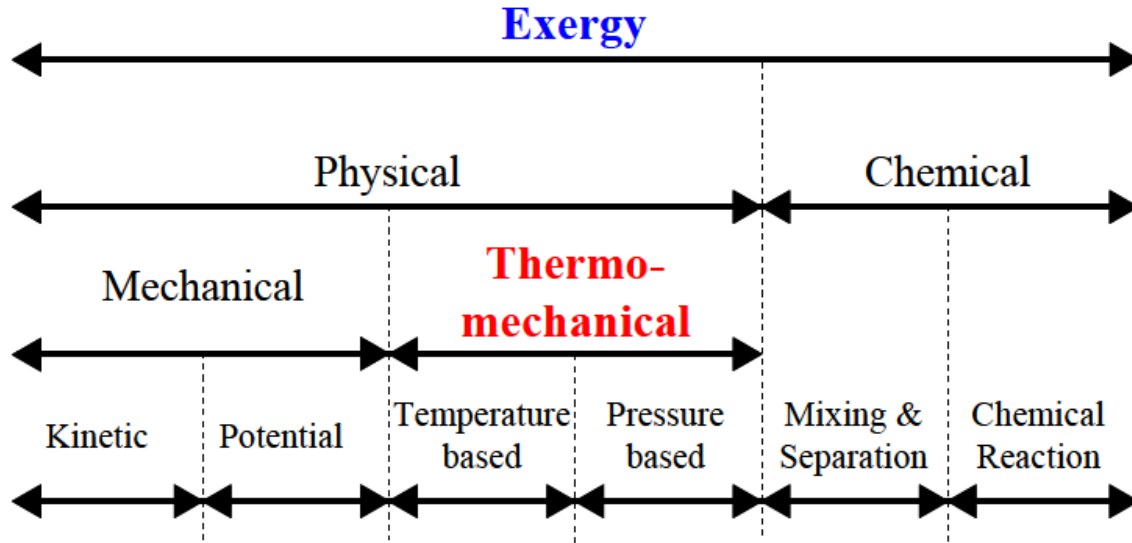 Exergy
Physical
Chemical
Mechanical
Thermo-
mechanical
Kinetic
Potential
Temperature
based
Pressure
based
Mixing &
Separation
Chemical
Reaction